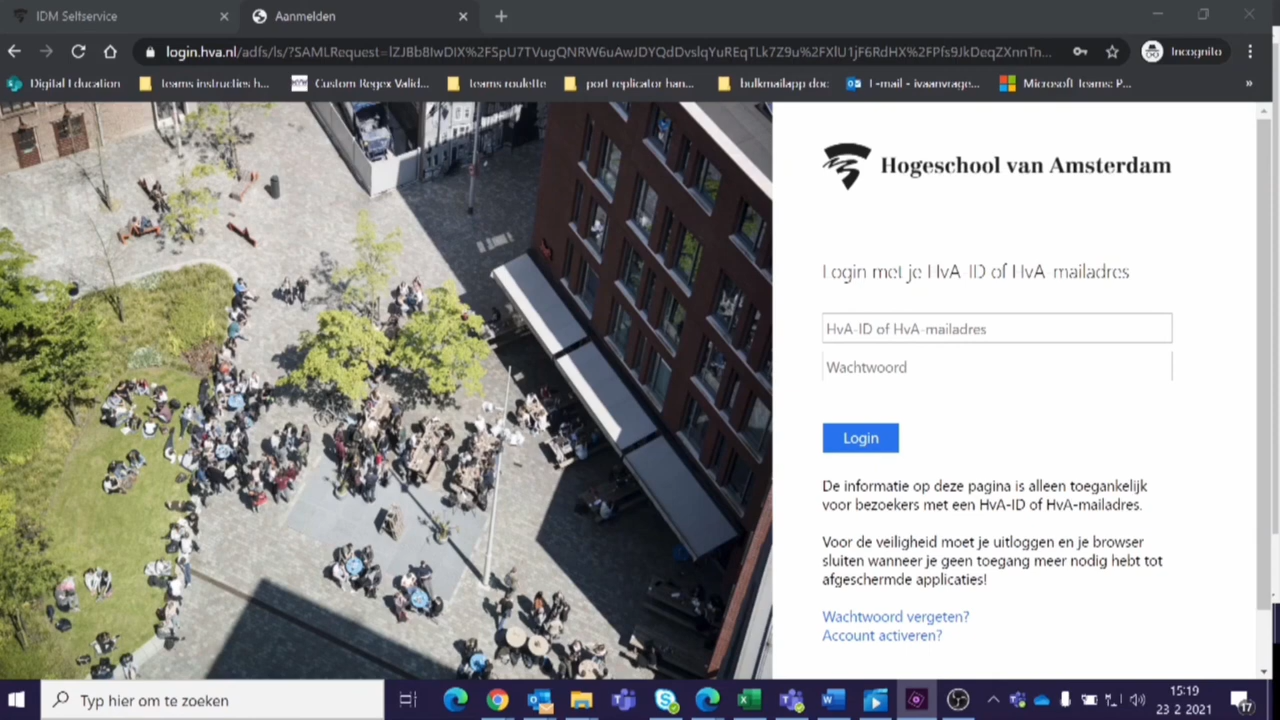 IDM Selfservice
Aanmelden
login.hva.nl/adfs/ls/?SAMLRequest=
Incognito
Digital Education
teams instructies h...
Custom Regex Valid...
teams roulette
port replicator han...
bulkmailapp doc
E-mail - ivaanvrage...
Microsoft Teams: P...
»
Hogeschool van Amsterdam
Login met je HvA-ID of HvA-mailadres
HvA-ID of HvA-mailadres
Wachtwoord
Login
De informatie op deze pagina is alleen toegankelijk
voor bezoekers met een HvA-ID of HvA-mailadres.
Voor de veiligheid moet je uitloggen en je browser
sluiten wanneer je geen toegang meer nodig hebt tot
afgeschermde applicaties!
Wachtwoord vergeten?
Account activeren?
Typ hier om te zoeken
15:19
23 2 2021
17